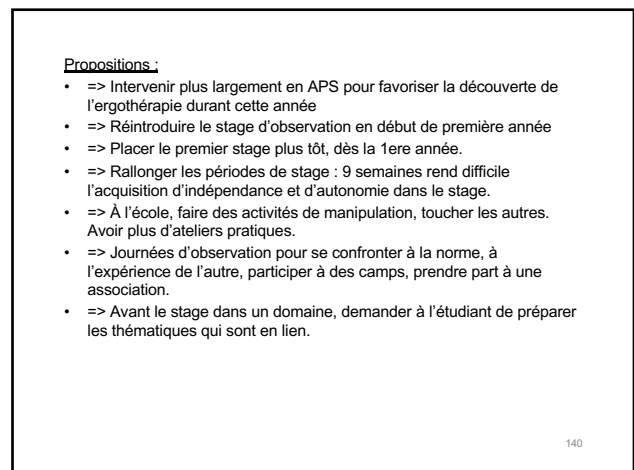 Propositions :
• => Intervenir plus largement en APS pour favoriser la découverte de
l'ergothérapie durant cette année
• => Réintroduire le stage d'observation en début de première année
• => Placer le premier stage plus tôt, dès la 1ere année.
• => Rallonger les périodes de stage : 9 semaines rend difficile
l'acquisition d'indépendance et d'autonomie dans le stage.
• => À l'école, faire des activités de manipulation, toucher les autres.
Avoir plus d'ateliers pratiques.
• => Journées d'observation pour se confronter à la norme, à
l'expérience de l'autre, participer à des camps, prendre part à une
association.
• => Avant le stage dans un domaine, demander à l'étudiant de préparer
les thématiques qui sont en lien.
140